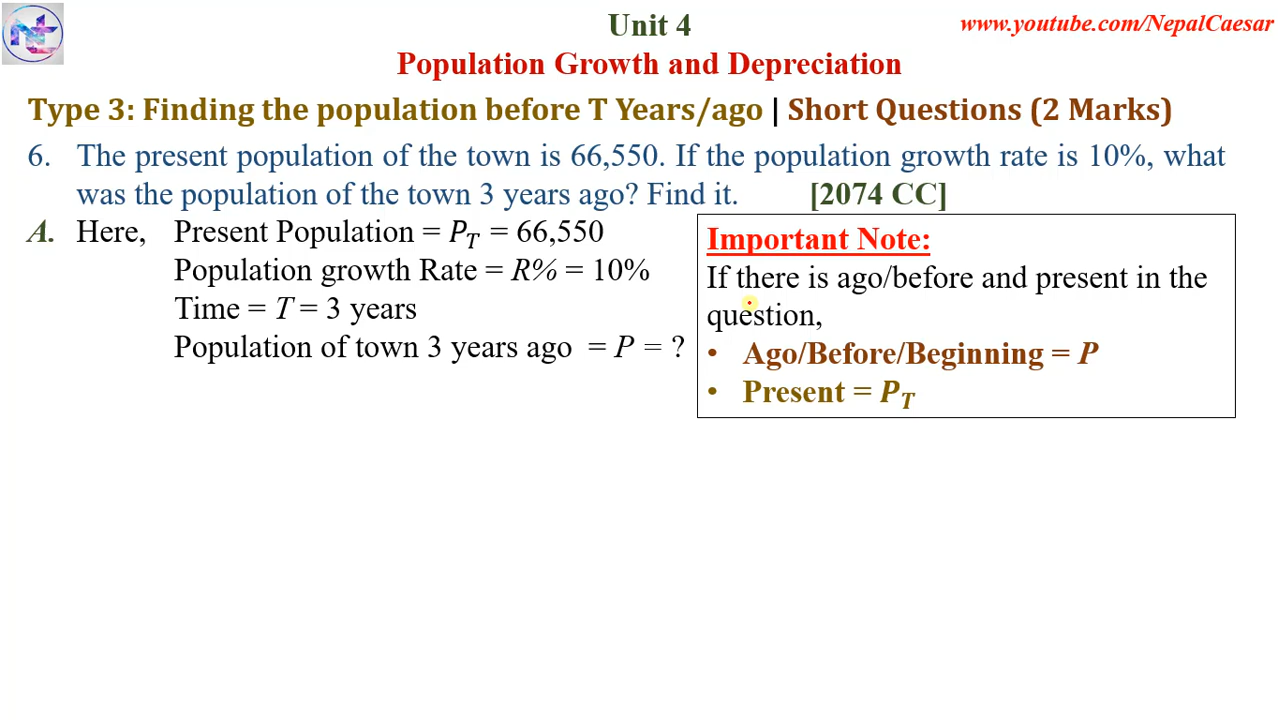 Unit 4
www.youtube.com/NepalCaesar
Population Growth and Depreciation
Type 3: Finding the population before T Years/ago | Short Questions (2 Marks)
6. The present population of the town is 66,550. If the population growth rate is 10%, what
was the population of the town 3 years ago? Find it. [2074 CC]
A. Here, Present Population = P_T = 66,550
Population growth Rate = R% = 10%
Time = T = 3 years
Population of town 3 years ago = P = ?
Important Note:
If there is ago/before and present in the
question,
• Ago/Before/Beginning = P
• Present = P_T